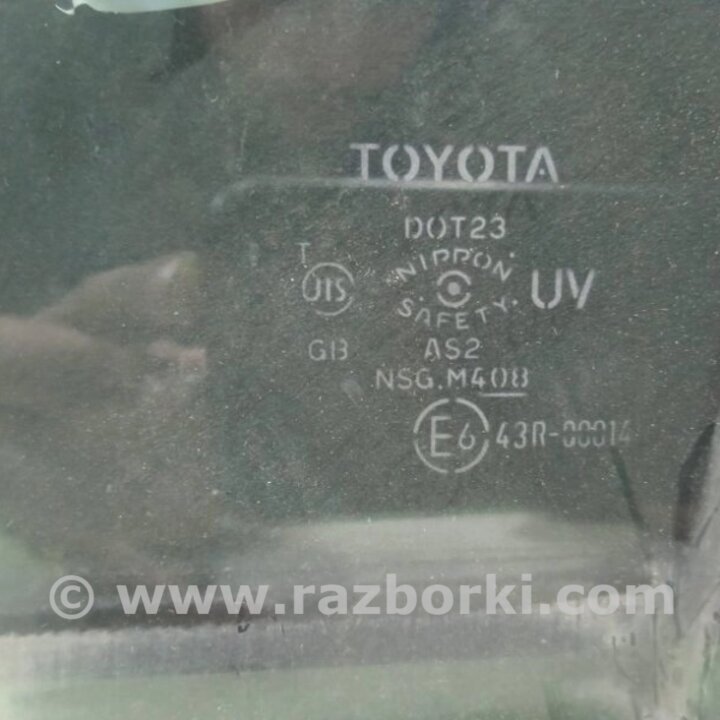 TOYOTA
DOT23
T
JIS
NIPPON SAFETY
UV
GB AS2
NSG.M408
E6 43R-00014
© www.razborki.com